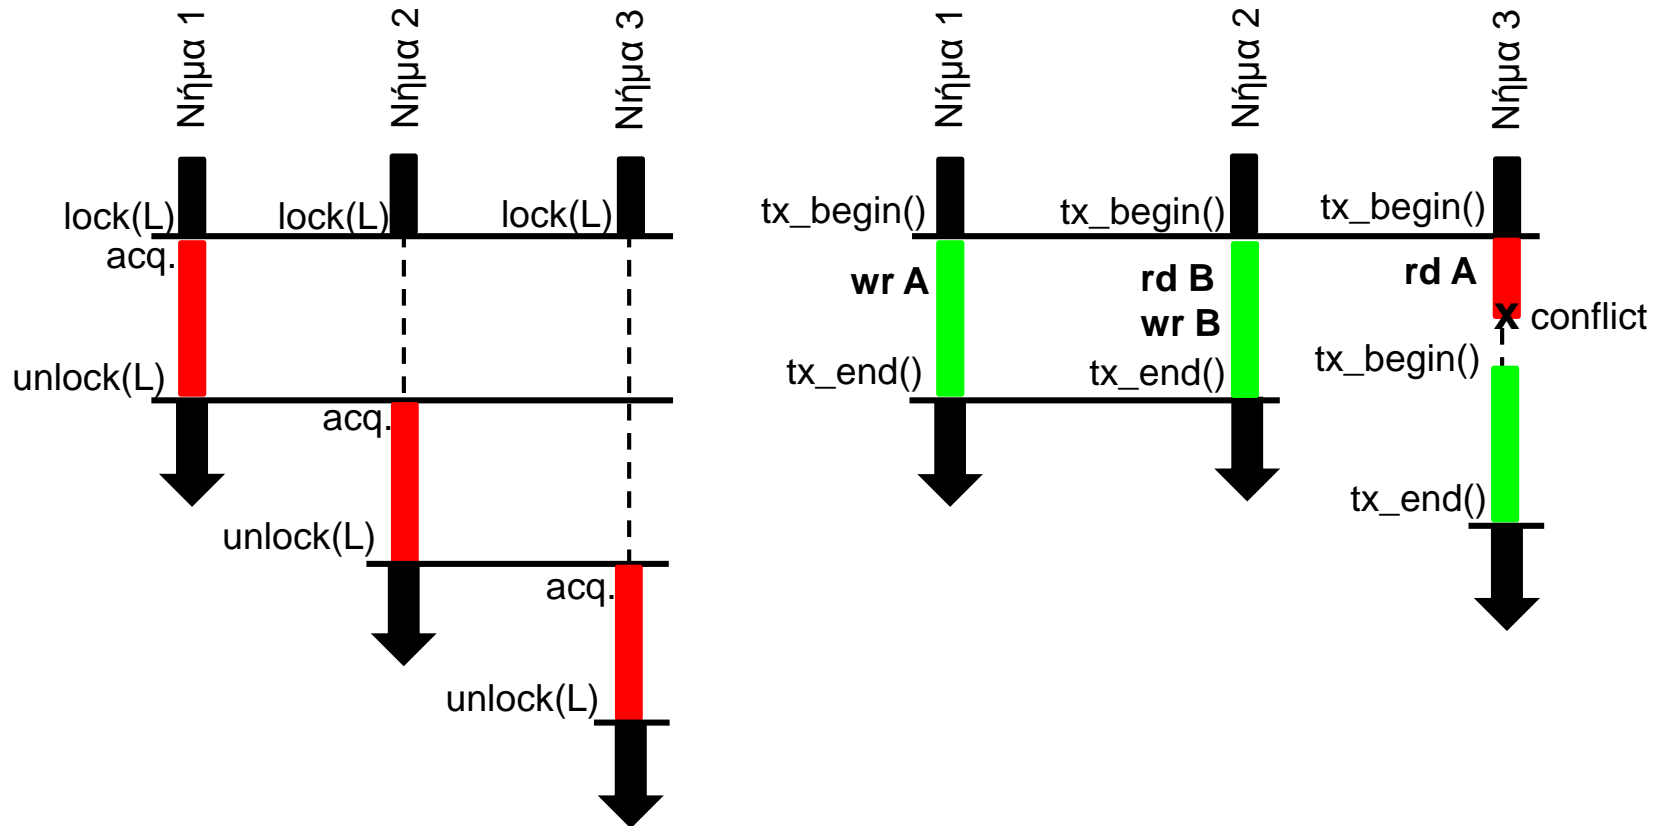 Νήμα 1
Νήμα 2
Νήμα 3
lock(L)
lock(L)
lock(L)
acq.
unlock(L)
acq.
unlock(L)
acq.
unlock(L)
Νήμα 1
Νήμα 2
Νήμα 3
tx_begin()
tx_begin()
tx_begin()
wr A
rd B
wr B
rd A
x conflict
tx_begin()
tx_end()
tx_end()
tx_end()